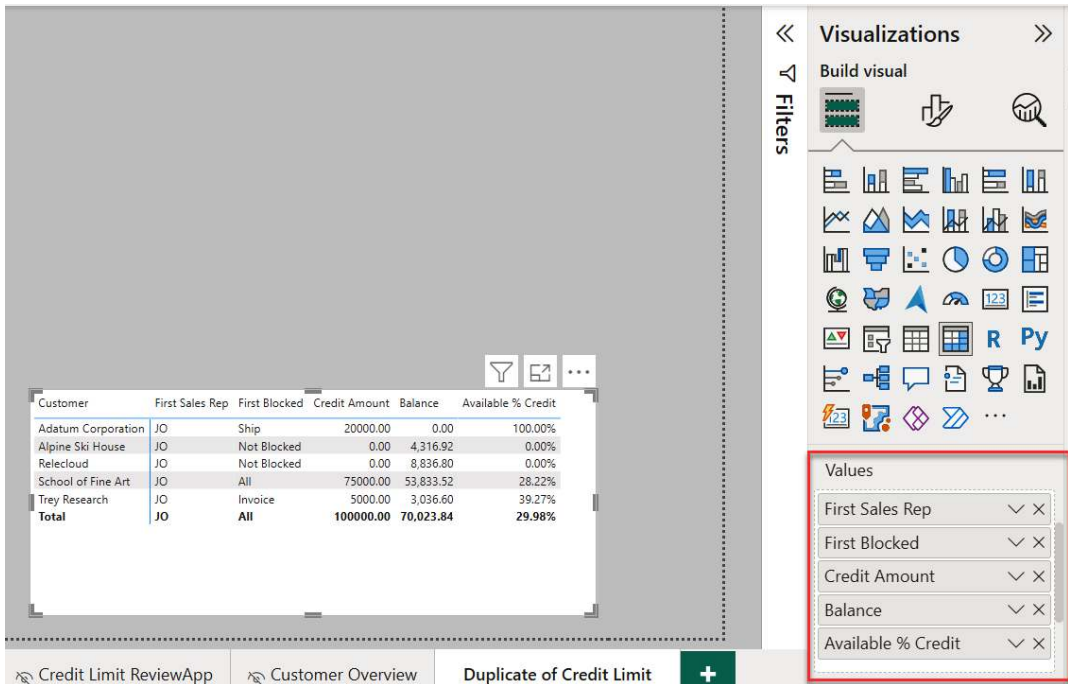 Visualizations
Build visual
Filters
123
R Py
123
Customer First Sales Rep First Blocked Credit Amount Balance Available % Credit
Adatum Corporation JO Ship 20000.00 0.00 100.00%
Alpine Ski House JO Not Blocked 0.00 4,316.92 0.00%
Relecloud JO Not Blocked 0.00 8,836.80 0.00%
School of Fine Art JO All 75000.00 53,833.52 28.22%
Trey Research JO Invoice 5000.00 3,036.60 39.27%
Total JO All 100000.00 70,023.84 29.98%
Values
First Sales Rep
First Blocked
Credit Amount
Balance
Available % Credit
Credit Limit ReviewApp Customer Overview Duplicate of Credit Limit +